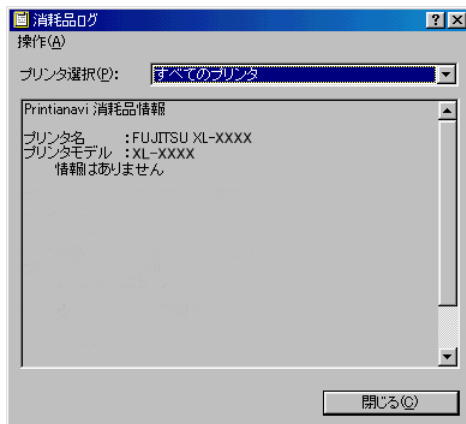 消耗品ログ
操作(A)
プリンタ選択(P): すべてのプリンタ
Printianavi 消耗品情報
プリンタ名 :FUJITSU XL-XXXX
プリンタモデル :XL-XXXX
情報はありません
閉じる(C)